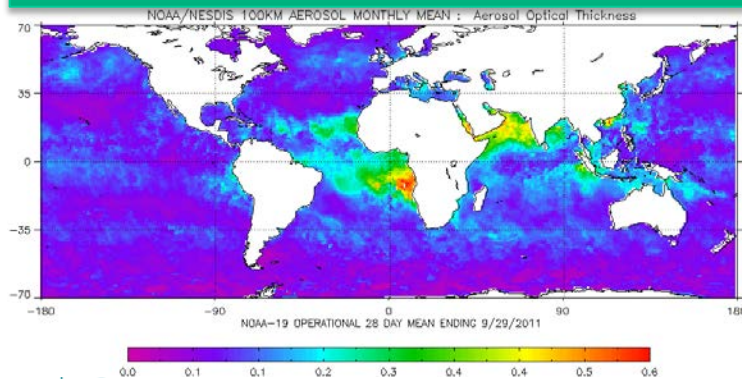 NOAA/NESDIS 100KM AEROSOL MONTHLY MEAN : Aerosol Optical Thickness
70
35
0
-35
-70
-180 -90 0 90 180
NOAA-19 OPERATIONAL 28 DAY MEAN ENDING 9/29/2011
0.0 0.1 0.1 0.2 0.3 0.4 0.4 0.5 0.6